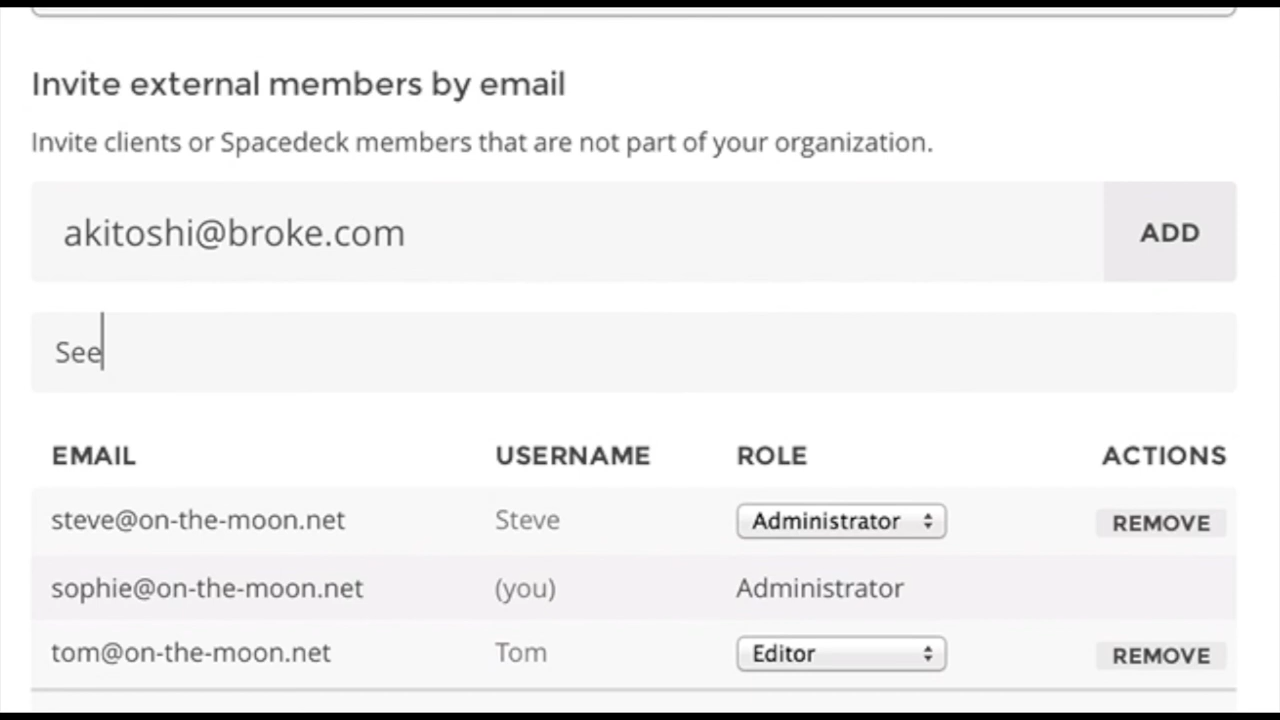 Invite external members by email
Invite clients or Spacedeck members that are not part of your organization.
akitoshi@broke.com ADD
See
EMAIL USERNAME ROLE ACTIONS
steve@on-the-moon.net Steve Administrator REMOVE
sophie@on-the-moon.net (you) Administrator
tom@on-the-moon.net Tom Editor REMOVE